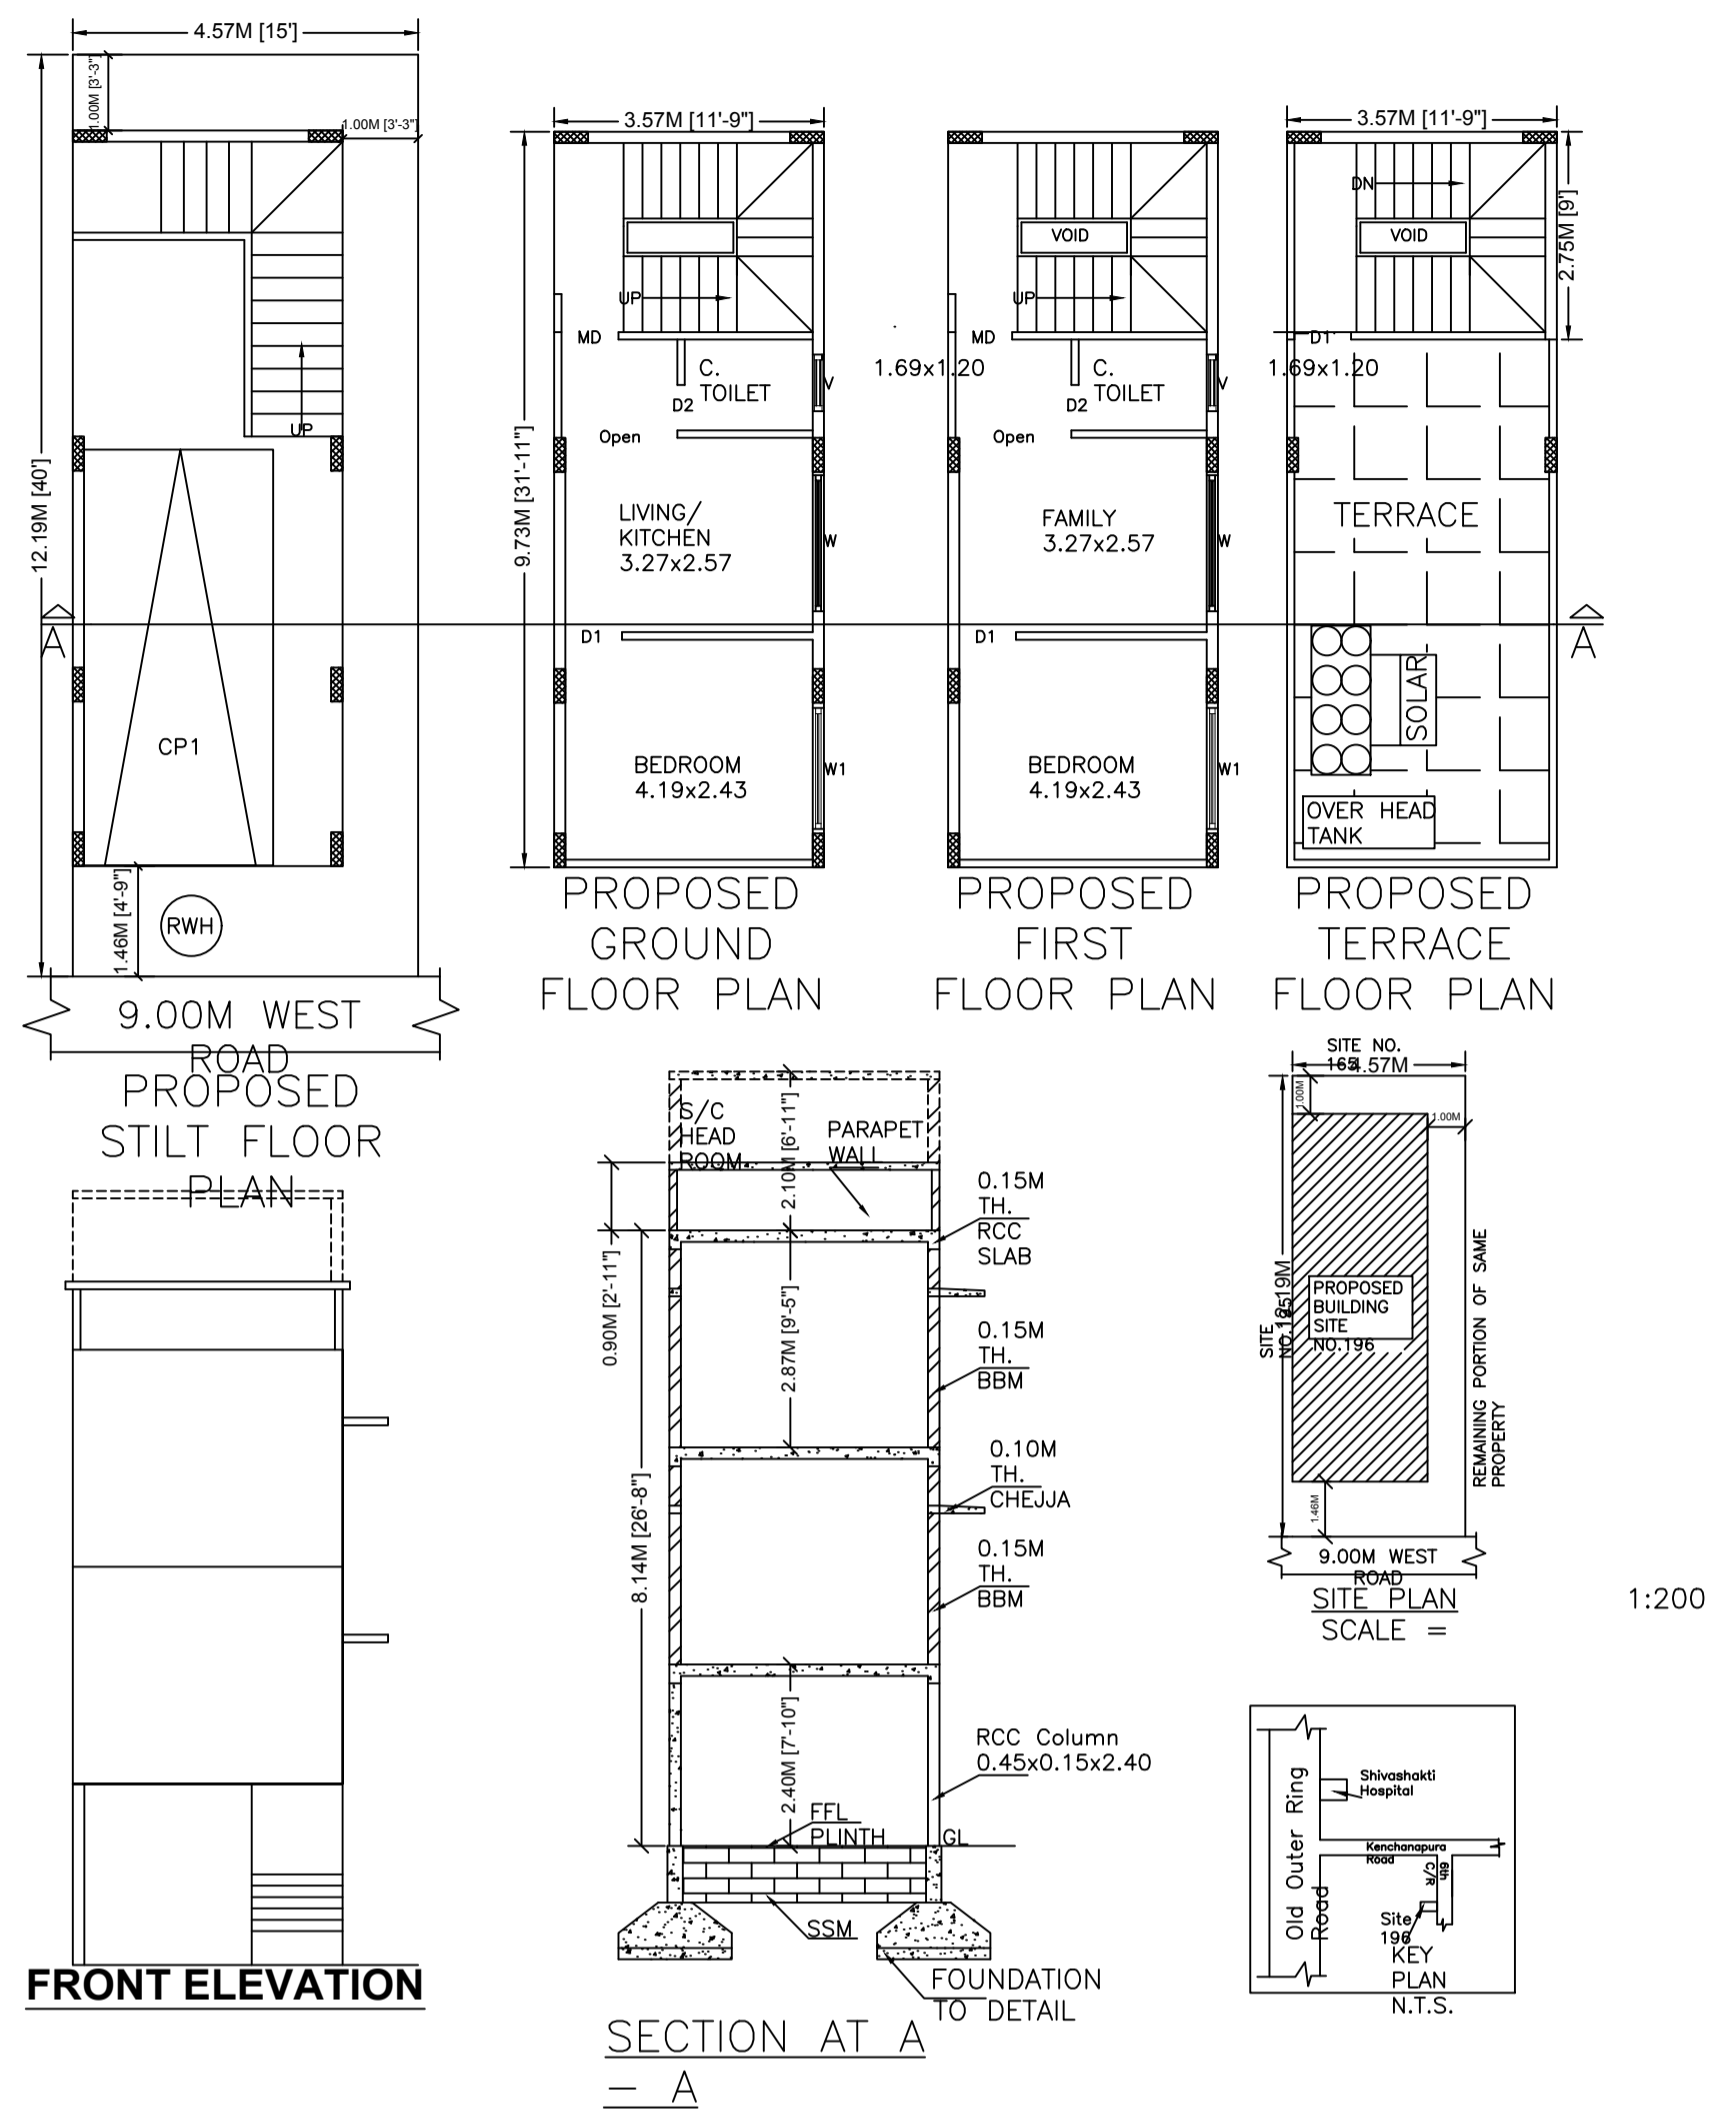 4.57M [15']
1.00M [3'-3"]
1.00M [3'-3"]
12.19M [40']
UP
CP1
A
1.46M [4'-9"]
RWH
9.00M WEST
ROAD
PROPOSED
STILT FLOOR
PLAN
3.57M [11'-9"]
9.73M [31'-11"]
UP
MD
C.
TOILET
1.69x1.20
V
D2
Open
LIVING/
KITCHEN
3.27x2.57
W
D1
BEDROOM
4.19x2.43
W1
PROPOSED
GROUND
FLOOR PLAN
VOID
UP
MD
C.
TOILET
1.69x1.20
V
D2
Open
FAMILY
3.27x2.57
W
D1
BEDROOM
4.19x2.43
W1
PROPOSED
FIRST
FLOOR PLAN
3.57M [11'-9"]
2.75M [9']
DN
VOID
D1
TERRACE
A
SOLAR
OVER HEAD
TANK
PROPOSED
TERRACE
FLOOR PLAN
FRONT ELEVATION
S/C
HEAD
ROOM
2.10M [6'-11"]
PARAPET
WALL
0.90M [2'-11"]
0.15M
TH.
RCC
SLAB
2.87M [9'-5"]
0.15M
TH.
BBM
0.10M
TH.
CHEJJA
8.14M [26'-8"]
0.15M
TH.
BBM
2.40M [7'-10"]
RCC Column
0.45x0.15x2.40
FFL
PLINTH
GL
SSM
FOUNDATION
TO DETAIL
SECTION AT A
- A
SITE NO.
165
4.57M
1.00M
1.00M
12.19M
SITE
NO.195
PROPOSED
BUILDING
SITE
NO.196
REMAINING PORTION OF SAME
PROPERTY
1.46M
9.00M WEST
ROAD
SITE PLAN
SCALE =
1:200
Old Outer Ring
Road
Shivashakti
Hospital
Kenchanapura
Road
6th
C/R
Site
196
KEY
PLAN
N.T.S.